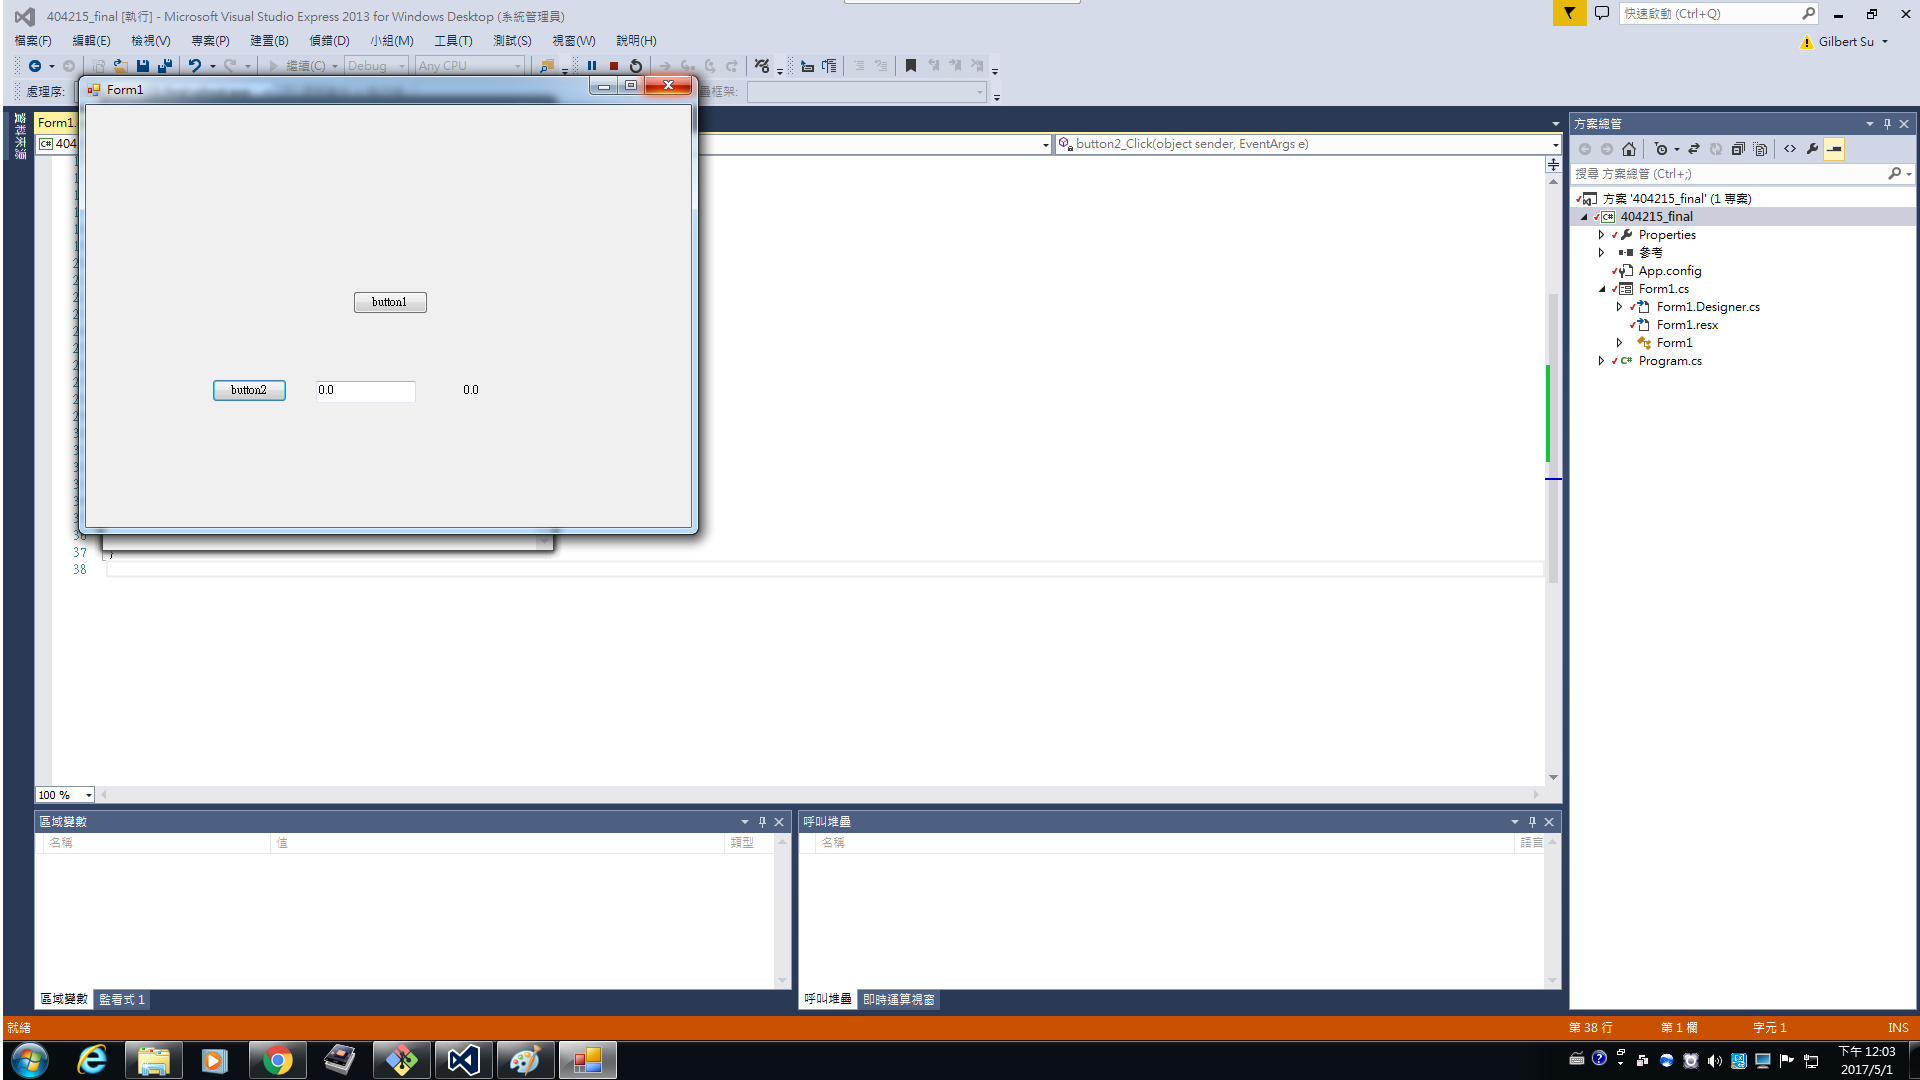 404215_final [執行] - Microsoft Visual Studio Express 2013 for Windows Desktop (系統管理員)
快速啟動 (Ctrl+Q)
檔案(F) 編輯(E) 檢視(V) 專案(P) 建置(B) 偵錯(D) 小組(M) 工具(T) 測試(S) 視窗(W) 說明(H)
Gilbert Su
繼續(C) Debug Any CPU
處理序:
框架:
Form1
Form1.
404
button2_Click(object sender, EventArgs e)
button1
button2 0.0 0.0
37 }
38
100 %
方案總管
搜尋 方案總管 (Ctrl+;)
方案 '404215_final' (1 專案)
404215_final
Properties
參考
App.config
Form1.cs
Form1.Designer.cs
Form1.resx
Form1
Program.cs
區域變數
名稱 值 類型
區域變數 監看式 1
呼叫堆疊
名稱 語言
呼叫堆疊 即時運算視窗
就緒 第 38 行 第 1 欄 字元 1 INS
下午 12:03
2017/5/1